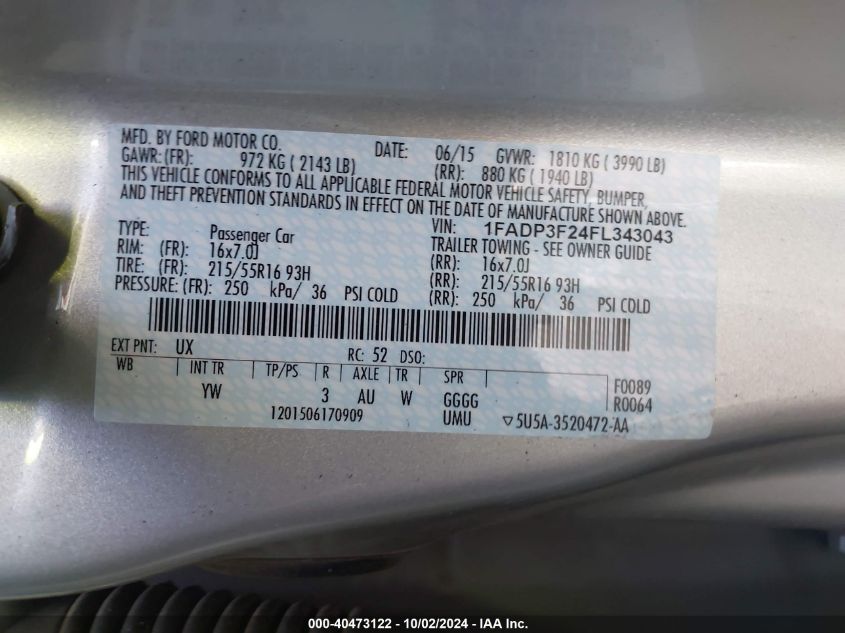 MFD. BY FORD MOTOR CO. DATE: 06/15 GVWR: 1810 KG ( 3990 LB)
GAWR: (FR): 972 KG ( 2143 LB) (RR): 880 KG ( 1940 LB)
THIS VEHICLE CONFORMS TO ALL APPLICABLE FEDERAL MOTOR VEHICLE SAFETY, BUMPER,
AND THEFT PREVENTION STANDARDS IN EFFECT ON THE DATE OF MANUFACTURE SHOWN ABOVE.
VIN: 1FADP3F24FL343043
TYPE: Passenger Car TRAILER TOWING - SEE OWNER GUIDE
RIM: (FR): 16x7.0J (RR): 16x7.0J
TIRE: (FR): 215/55R16 93H (RR): 215/55R16 93H
PRESSURE: (FR): 250 kPa/ 36 PSI COLD (RR): 250 kPa/ 36 PSI COLD
EXT PNT: UX RC: 52 DSO:
WB INT TR TP/PS R AXLE TR SPR F0089
YW 3 AU W GGGG R0064
1201506170909 UMU ▽5U5A-3520472-AA
000-40473122 - 10/02/2024 - IAA Inc.